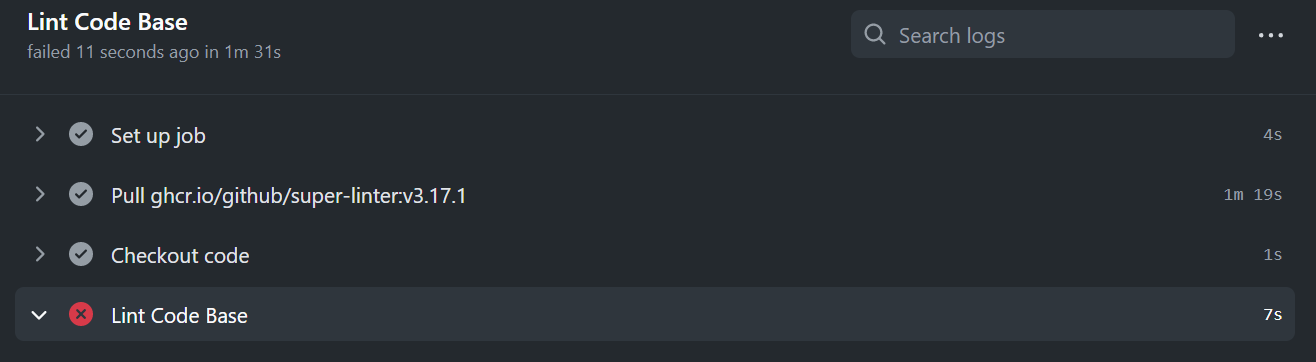 Lint Code Base
failed 11 seconds ago in 1m 31s
Search logs
Set up job 4s
Pull ghcr.io/github/super-linter:v3.17.1 1m 19s
Checkout code 1s
Lint Code Base 7s